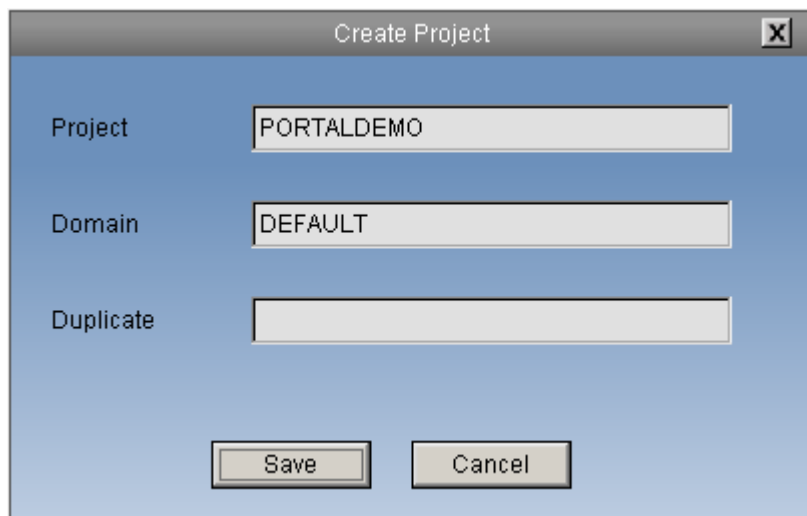 Create Project
X
Project PORTALDEMO
Domain DEFAULT
Duplicate
Save Cancel